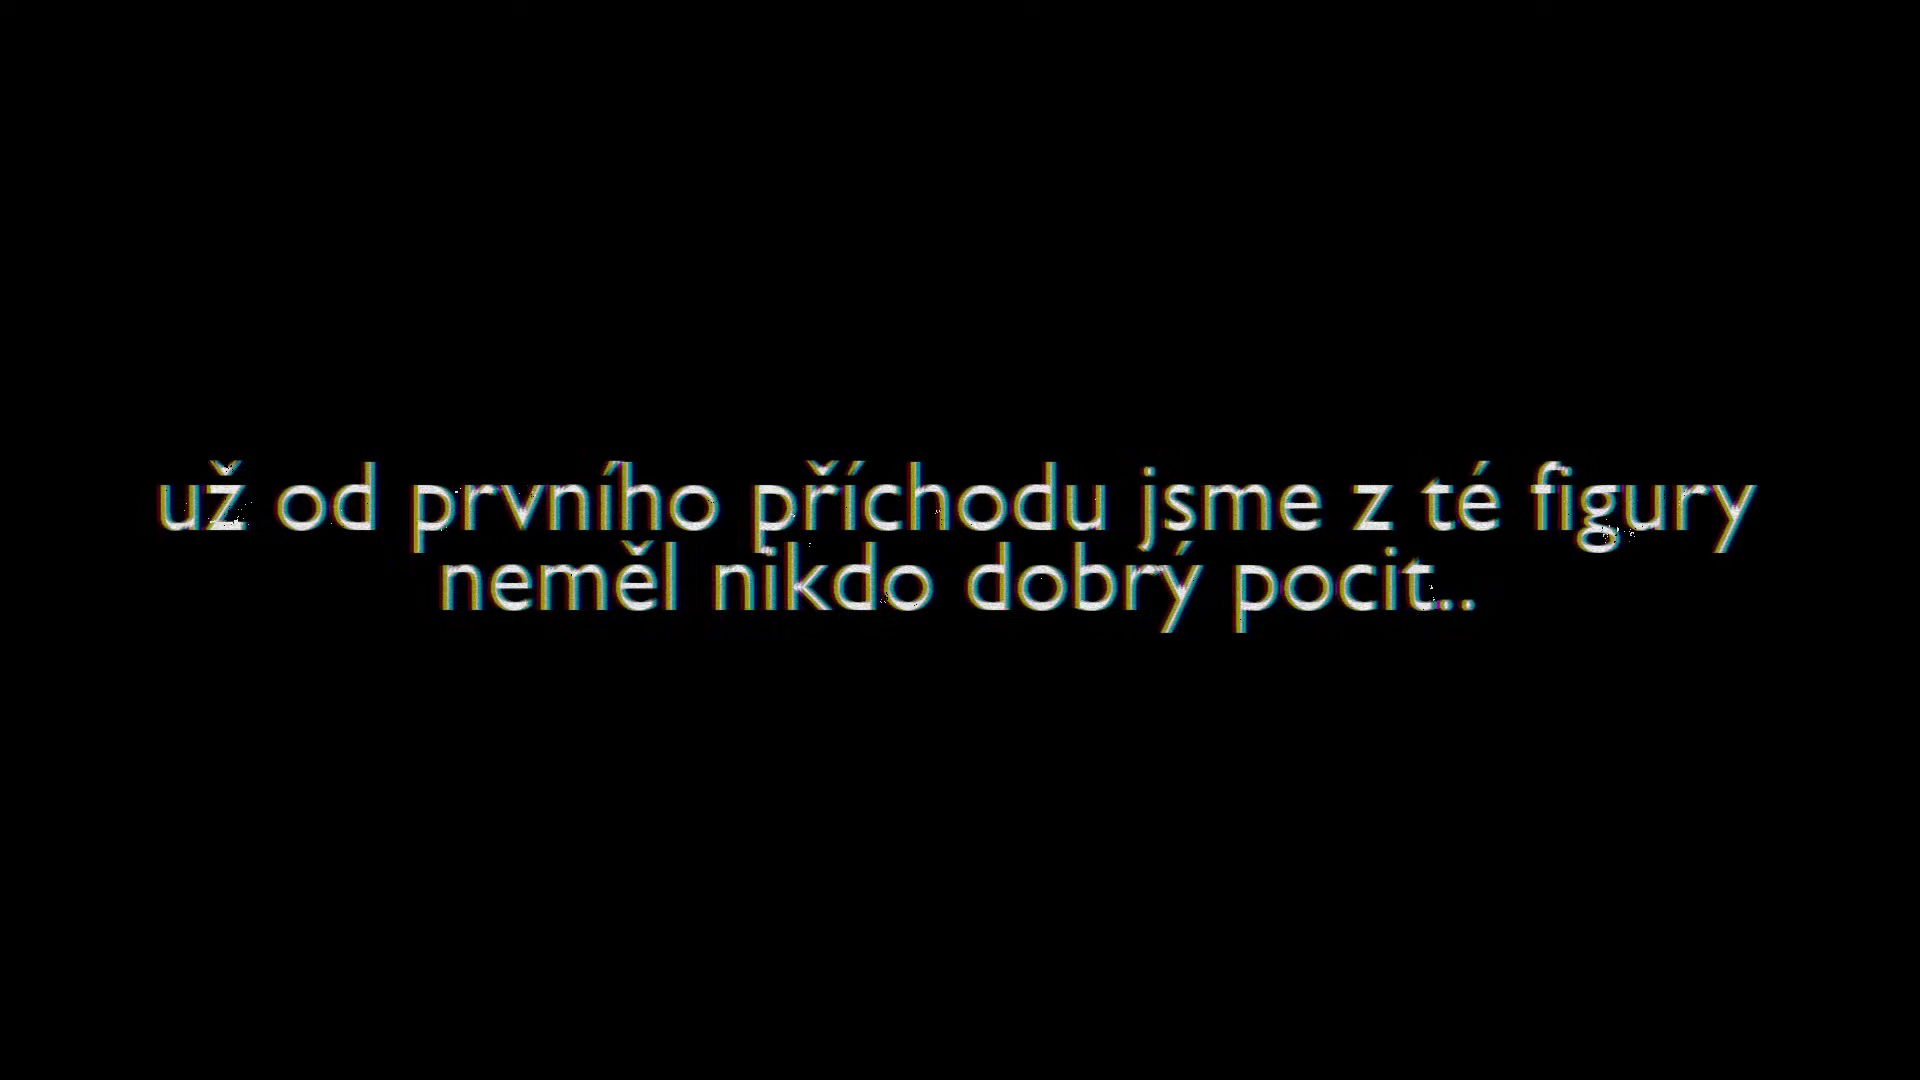 už od prvního příchodu jsme z té figury
neměl nikdo dobrý pocit..